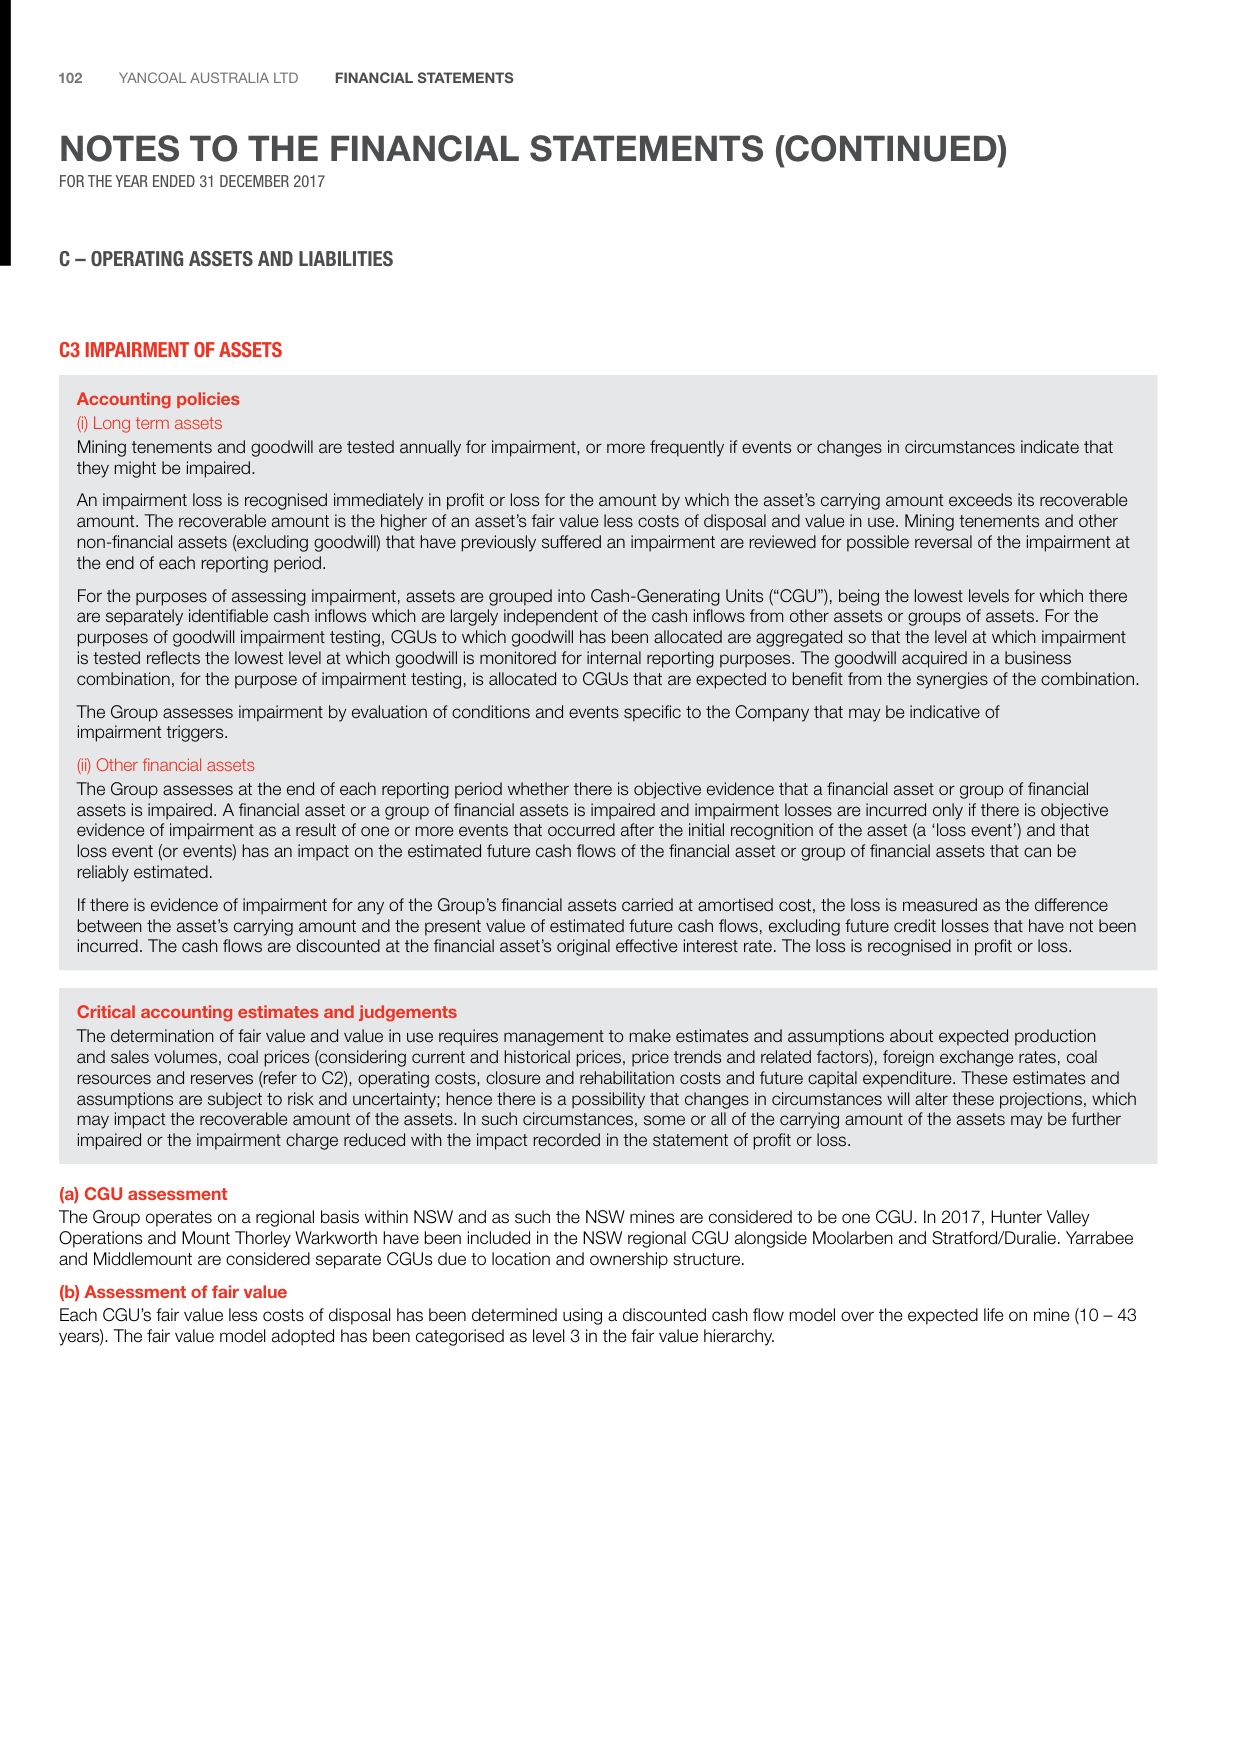 102 YANCOAL AUSTRALIA LTD FINANCIAL STATEMENTS
NOTES TO THE FINANCIAL STATEMENTS (CONTINUED)
FOR THE YEAR ENDED 31 DECEMBER 2017
C – OPERATING ASSETS AND LIABILITIES
C3 IMPAIRMENT OF ASSETS
Accounting policies
(i) Long term assets
Mining tenements and goodwill are tested annually for impairment, or more frequently if events or changes in circumstances indicate that
they might be impaired.
An impairment loss is recognised immediately in profit or loss for the amount by which the asset’s carrying amount exceeds its recoverable
amount. The recoverable amount is the higher of an asset’s fair value less costs of disposal and value in use. Mining tenements and other
non-financial assets (excluding goodwill) that have previously suffered an impairment are reviewed for possible reversal of the impairment at
the end of each reporting period.
For the purposes of assessing impairment, assets are grouped into Cash-Generating Units (“CGU”), being the lowest levels for which there
are separately identifiable cash inflows which are largely independent of the cash inflows from other assets or groups of assets. For the
purposes of goodwill impairment testing, CGUs to which goodwill has been allocated are aggregated so that the level at which impairment
is tested reflects the lowest level at which goodwill is monitored for internal reporting purposes. The goodwill acquired in a business
combination, for the purpose of impairment testing, is allocated to CGUs that are expected to benefit from the synergies of the combination.
The Group assesses impairment by evaluation of conditions and events specific to the Company that may be indicative of
impairment triggers.
(ii) Other financial assets
The Group assesses at the end of each reporting period whether there is objective evidence that a financial asset or group of financial
assets is impaired. A financial asset or a group of financial assets is impaired and impairment losses are incurred only if there is objective
evidence of impairment as a result of one or more events that occurred after the initial recognition of the asset (a ‘loss event’) and that
loss event (or events) has an impact on the estimated future cash flows of the financial asset or group of financial assets that can be
reliably estimated.
If there is evidence of impairment for any of the Group’s financial assets carried at amortised cost, the loss is measured as the difference
between the asset’s carrying amount and the present value of estimated future cash flows, excluding future credit losses that have not been
incurred. The cash flows are discounted at the financial asset’s original effective interest rate. The loss is recognised in profit or loss.
Critical accounting estimates and judgements
The determination of fair value and value in use requires management to make estimates and assumptions about expected production
and sales volumes, coal prices (considering current and historical prices, price trends and related factors), foreign exchange rates, coal
resources and reserves (refer to C2), operating costs, closure and rehabilitation costs and future capital expenditure. These estimates and
assumptions are subject to risk and uncertainty; hence there is a possibility that changes in circumstances will alter these projections, which
may impact the recoverable amount of the assets. In such circumstances, some or all of the carrying amount of the assets may be further
impaired or the impairment charge reduced with the impact recorded in the statement of profit or loss.
(a) CGU assessment
The Group operates on a regional basis within NSW and as such the NSW mines are considered to be one CGU. In 2017, Hunter Valley
Operations and Mount Thorley Warkworth have been included in the NSW regional CGU alongside Moolarben and Stratford/Duralie. Yarrabee
and Middlemount are considered separate CGUs due to location and ownership structure.
(b) Assessment of fair value
Each CGU’s fair value less costs of disposal has been determined using a discounted cash flow model over the expected life on mine (10 – 43
years). The fair value model adopted has been categorised as level 3 in the fair value hierarchy.